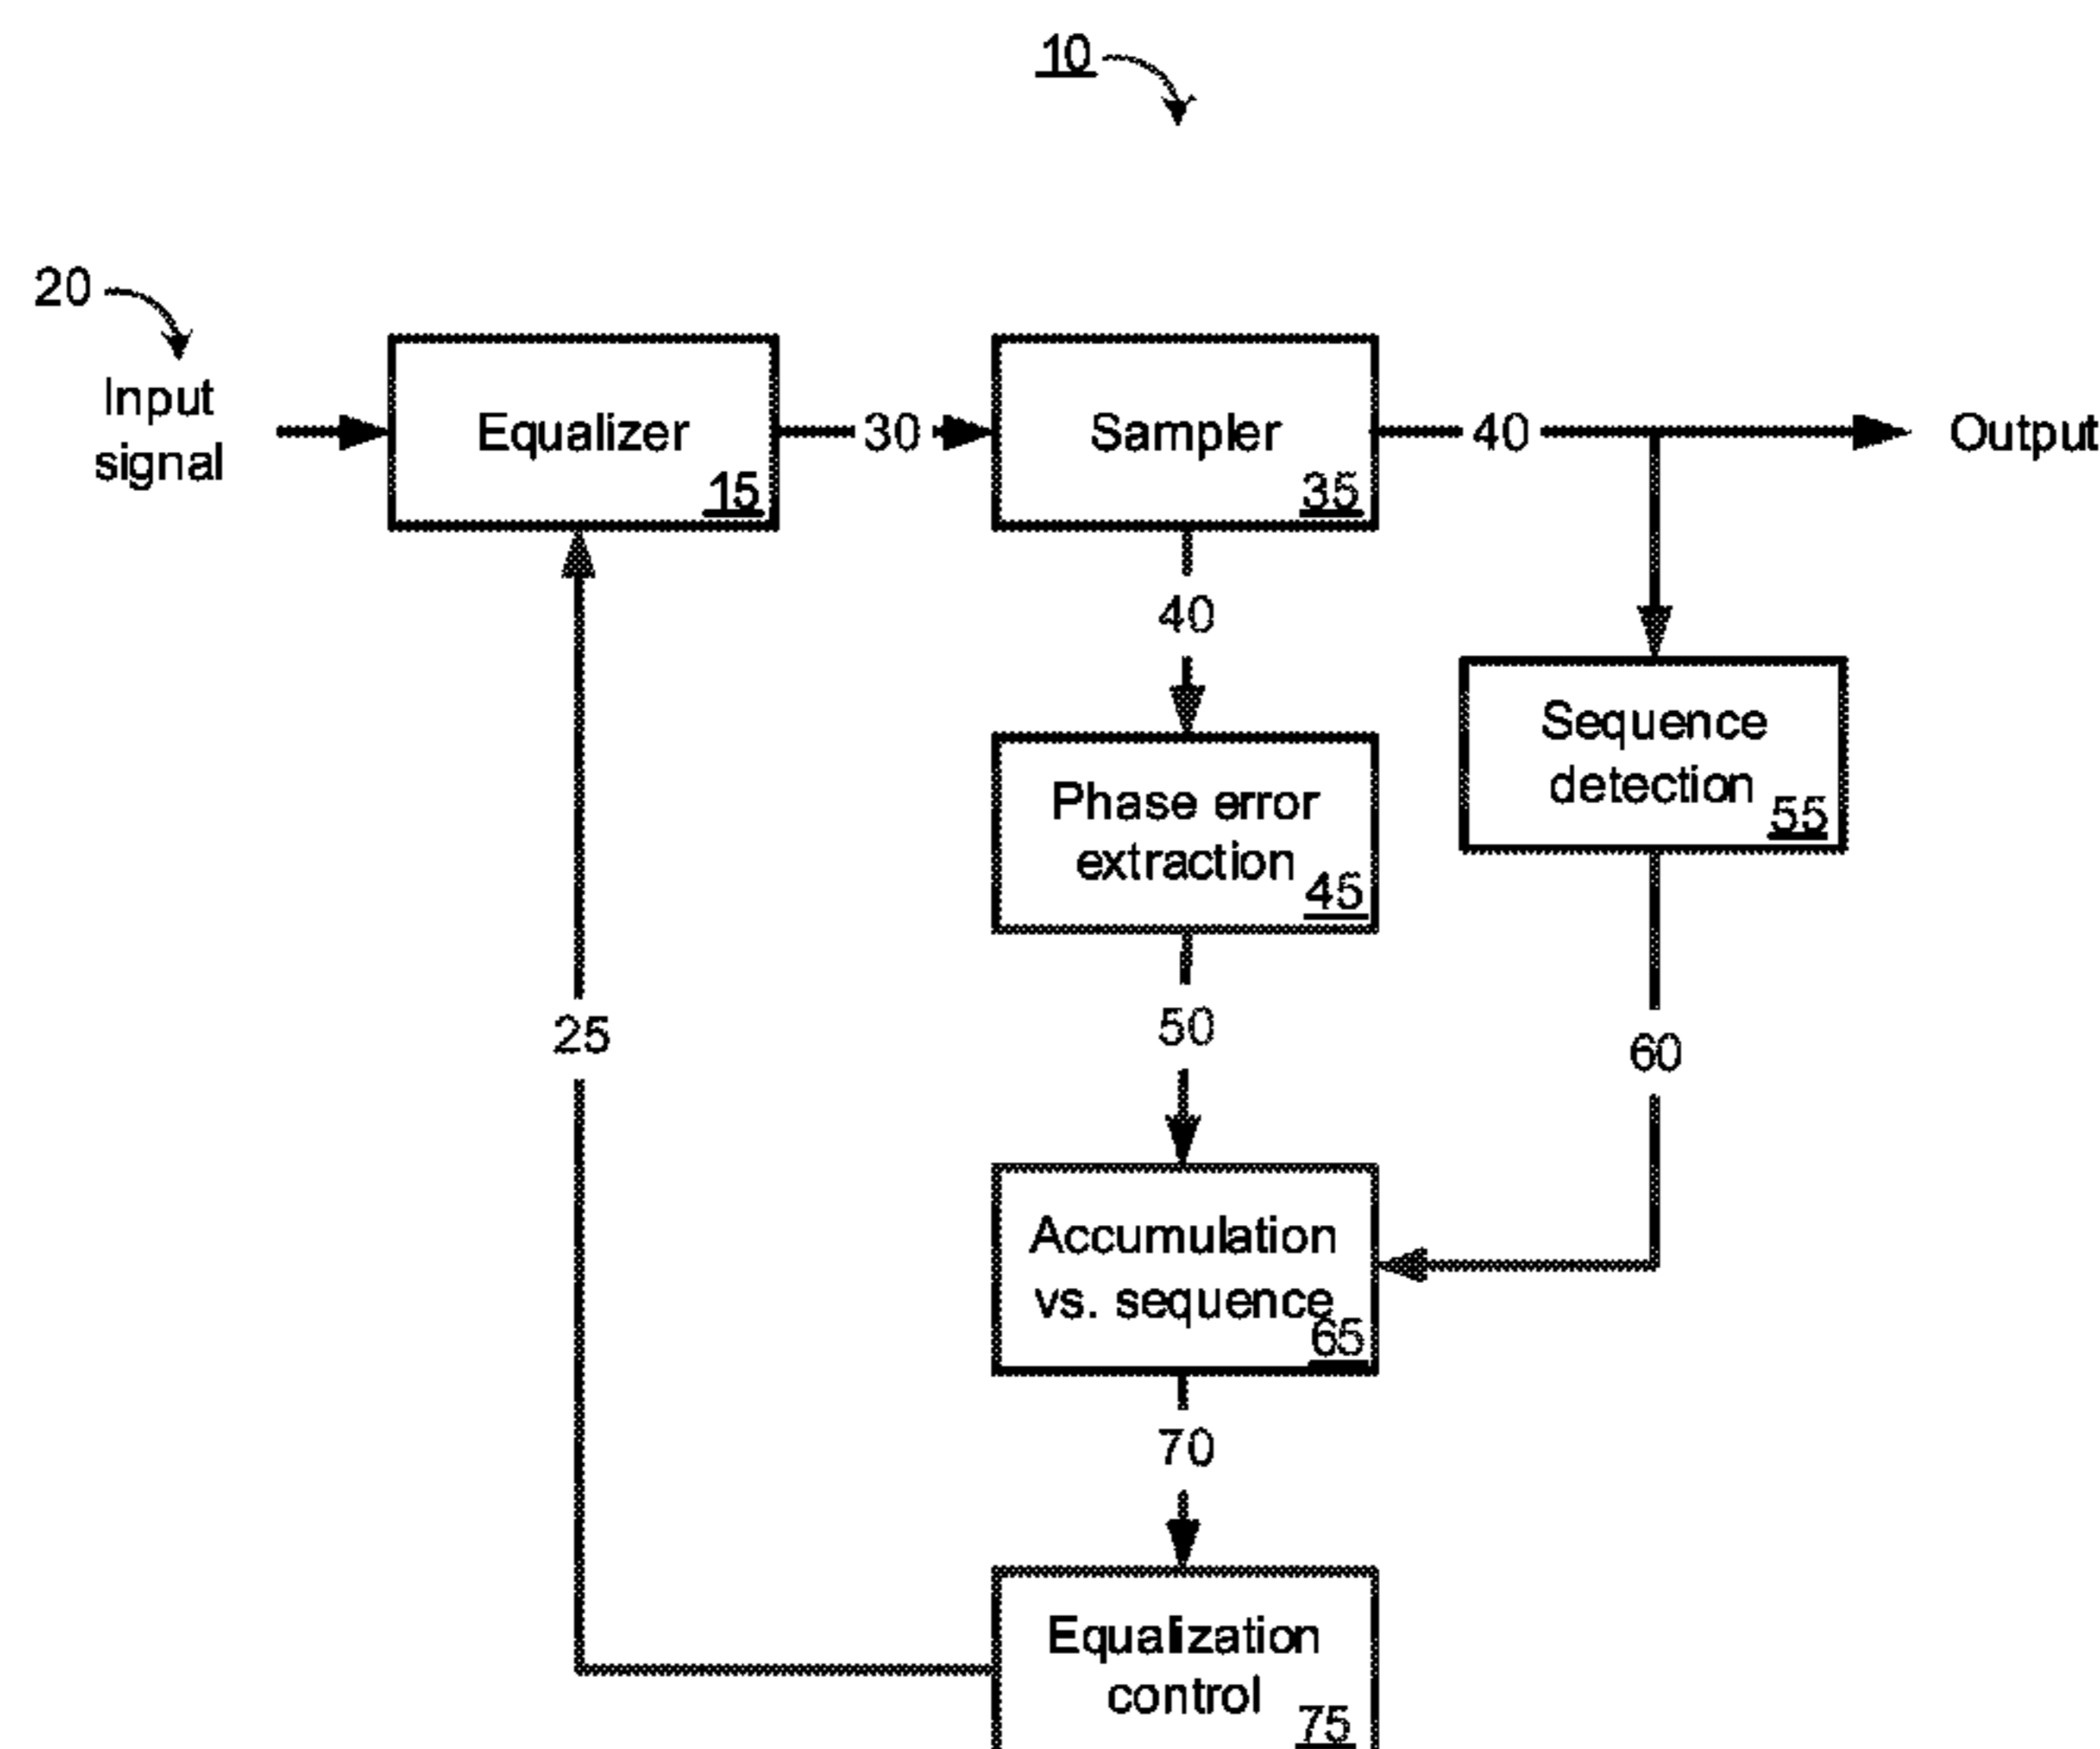 10
20
Input
signal
Equalizer
15
30
Sampler
35
40
Output
40
Sequence
detection
55
Phase error
extraction
45
25
50
60
Accumulation
vs. sequence
65
70
Equalization
control
75